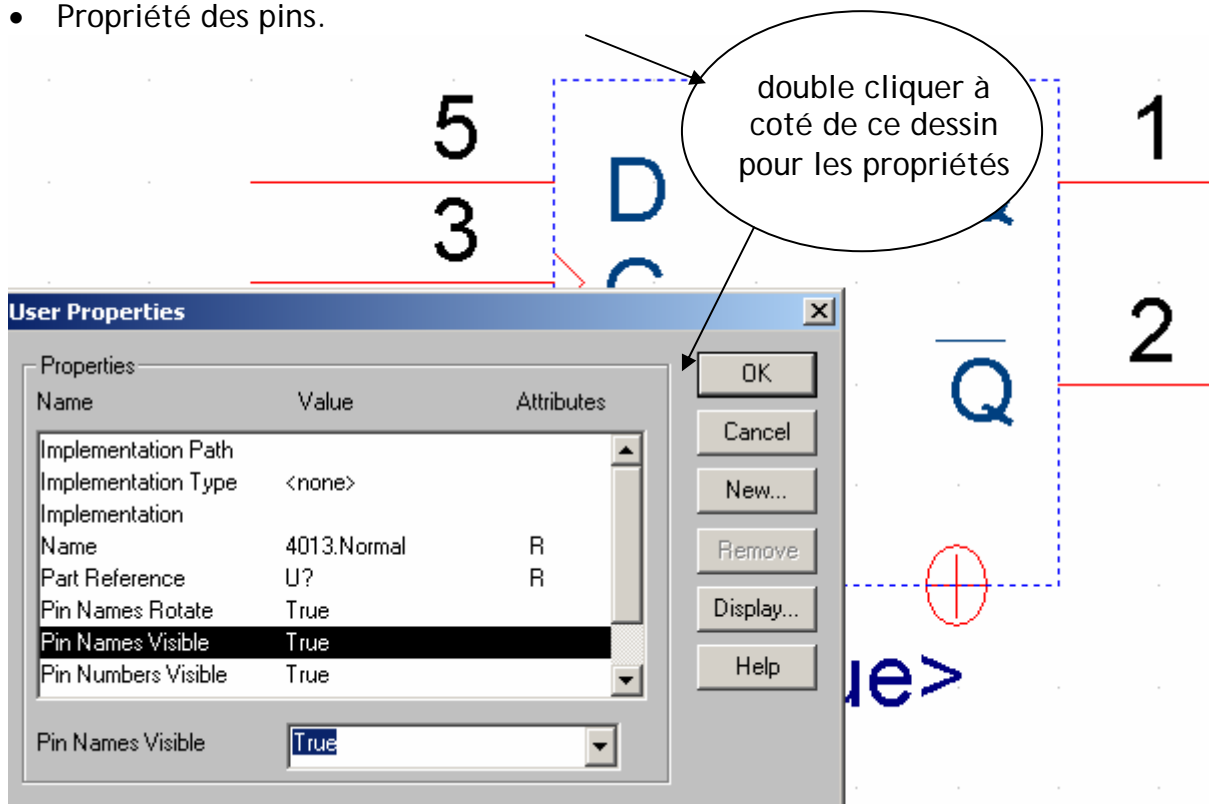 • Propriété des pins.
double cliquer à
coté de ce dessin
pour les propriétés
5
1
D
3
2
Q
User Properties
Properties
Name Value Attributes
Implementation Path
Implementation Type <none>
Implementation
Name 4013.Normal R
Part Reference U? R
Pin Names Rotate True
Pin Names Visible True
Pin Numbers Visible True
Pin Names Visible True
OK
Cancel
New...
Remove
Display...
Help
ue>